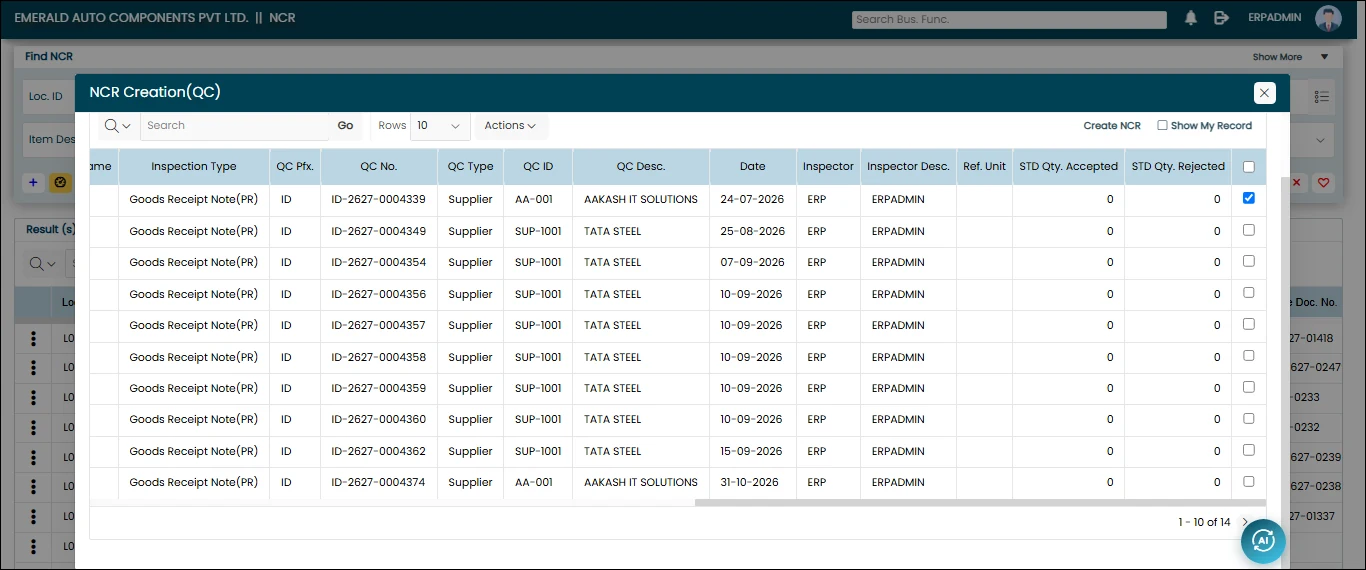 EMERALD AUTO COMPONENTS PVT LTD. || NCR Search Bus. Func. ERPADMIN
Find NCR Show More
Loc. ID
NCR Creation(QC)
Search Go Rows 10 Actions Create NCR Show My Record
Item Des
ame Inspection Type QC Pfx. QC No. QC Type QC ID QC Desc. Date Inspector Inspector Desc. Ref. Unit STD Qty. Accepted STD Qty. Rejected
Goods Receipt Note(PR) ID ID-2627-0004339 Supplier AA-001 AAKASH IT SOLUTIONS 24-07-2026 ERP ERPADMIN 0 0
Result (s) Goods Receipt Note(PR) ID ID-2627-0004349 Supplier SUP-1001 TATA STEEL 25-08-2026 ERP ERPADMIN 0 0
Goods Receipt Note(PR) ID ID-2627-0004354 Supplier SUP-1001 TATA STEEL 07-09-2026 ERP ERPADMIN 0 0
Goods Receipt Note(PR) ID ID-2627-0004356 Supplier SUP-1001 TATA STEEL 10-09-2026 ERP ERPADMIN 0 0
Lo Doc. No.
Goods Receipt Note(PR) ID ID-2627-0004357 Supplier SUP-1001 TATA STEEL 10-09-2026 ERP ERPADMIN 0 0
L0 27-01418
Goods Receipt Note(PR) ID ID-2627-0004358 Supplier SUP-1001 TATA STEEL 10-09-2026 ERP ERPADMIN 0 0
L0 627-0247
Goods Receipt Note(PR) ID ID-2627-0004359 Supplier SUP-1001 TATA STEEL 10-09-2026 ERP ERPADMIN 0 0
L0 -0233
Goods Receipt Note(PR) ID ID-2627-0004360 Supplier SUP-1001 TATA STEEL 10-09-2026 ERP ERPADMIN 0 0
L0 -0232
Goods Receipt Note(PR) ID ID-2627-0004362 Supplier SUP-1001 TATA STEEL 15-09-2026 ERP ERPADMIN 0 0
L0 627-0239
Goods Receipt Note(PR) ID ID-2627-0004374 Supplier AA-001 AAKASH IT SOLUTIONS 31-10-2026 ERP ERPADMIN 0 0
L0 627-0238
L0 27-01337
1 - 10 of 14
L0
AI